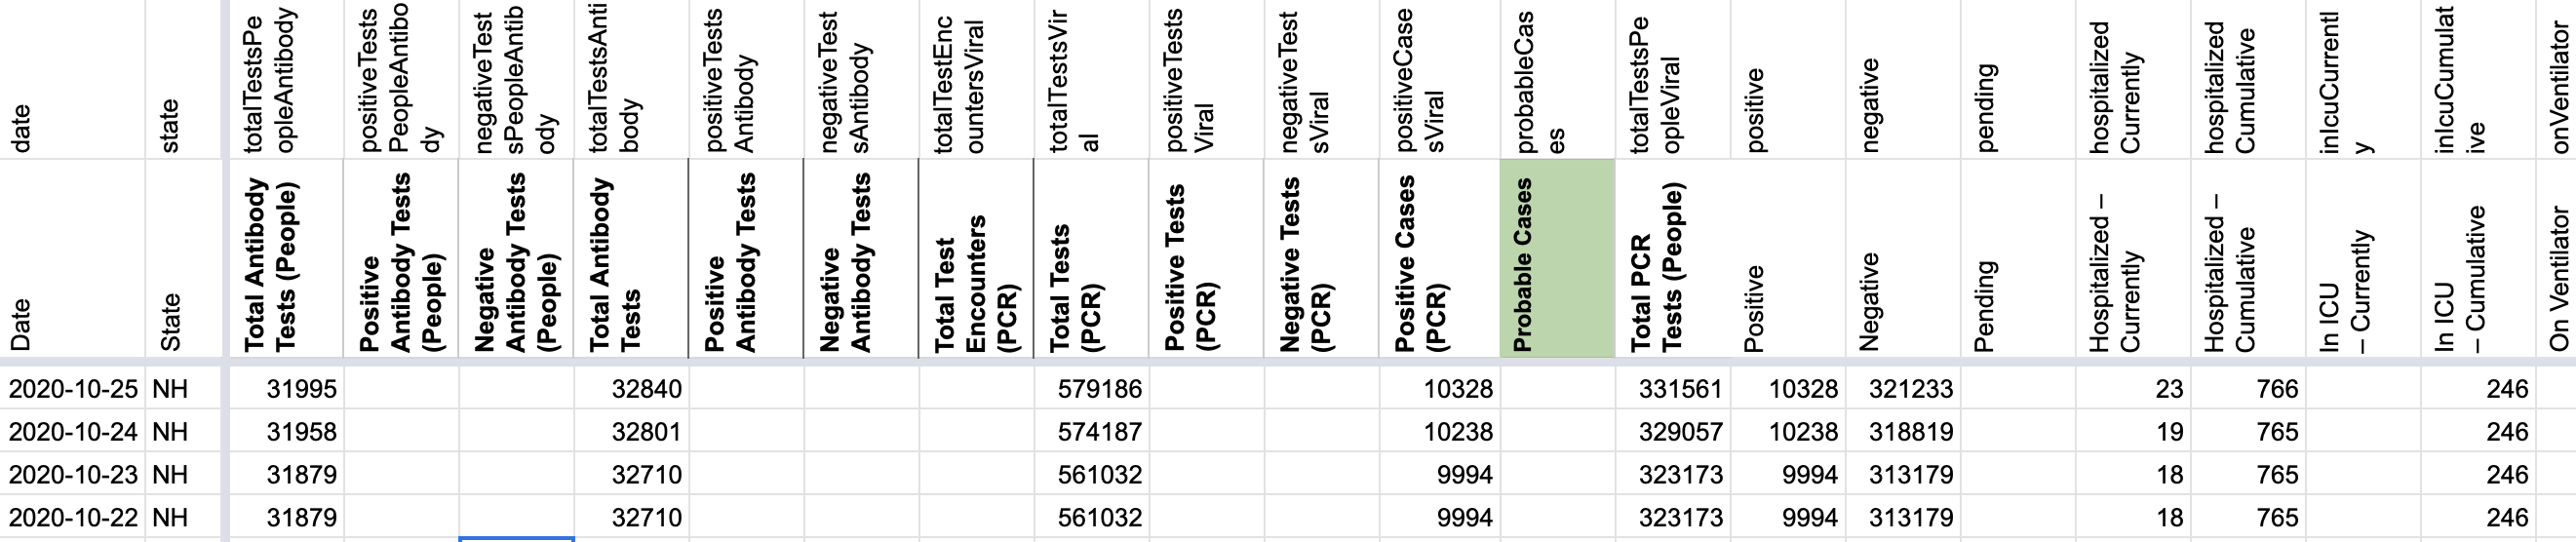 date state totalTestsPeopleAntibody positiveTestsPeopleAntibody negativeTestsPeopleAntibody totalTestsAntibody positiveTestsAntibody negativeTestsAntibody totalTestEncountersViral totalTestsViral positiveTestsViral negativeTestsViral positiveCasesViral probableCases totalTestsPeopleViral positive negative pending hospitalizedCurrently hospitalizedCumulative inIcuCurrently inIcuCumulative onVentilator
Date State Total Antibody Tests (People) Positive Antibody Tests (People) Negative Antibody Tests (People) Total Antibody Tests Positive Antibody Tests Negative Antibody Tests Total Test Encounters (PCR) Total Tests (PCR) Positive Tests (PCR) Negative Tests (PCR) Positive Cases (PCR) Probable Cases Total PCR Tests (People) Positive Negative Pending Hospitalized – Currently Hospitalized – Cumulative In ICU – Currently In ICU – Cumulative On Ventilator
2020-10-25 NH 31995 32840 579186 10328 331561 10328 321233 23 766 246
2020-10-24 NH 31958 32801 574187 10238 329057 10238 318819 19 765 246
2020-10-23 NH 31879 32710 561032 9994 323173 9994 313179 18 765 246
2020-10-22 NH 31879 32710 561032 9994 323173 9994 313179 18 765 246